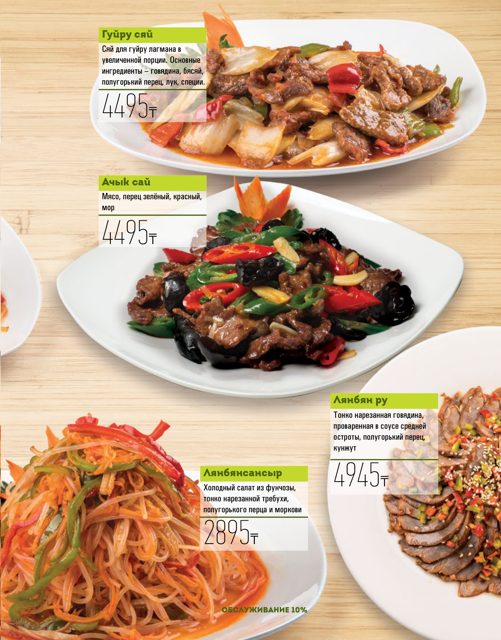 Гуйру сяй
Сяй для гуйру лагмана в
увеличенной порции. Основные
ингредиенты – говядина, бясяй,
полугорький перец, лук, специи.
4495₸
Ачык сай
Мясо, перец зелёный, красный,
мор
4495₸
Лянбян ру
Тонко нарезанная говядина,
проваренная в соусе средней
остроты, полугорький перец,
кунжут
4945₸
Лянбянсансыр
Холодный салат из фунчозы,
тонко нарезанной требухи,
полугорького перца и моркови
2895₸
ОБСЛУЖИВАНИЕ 10%